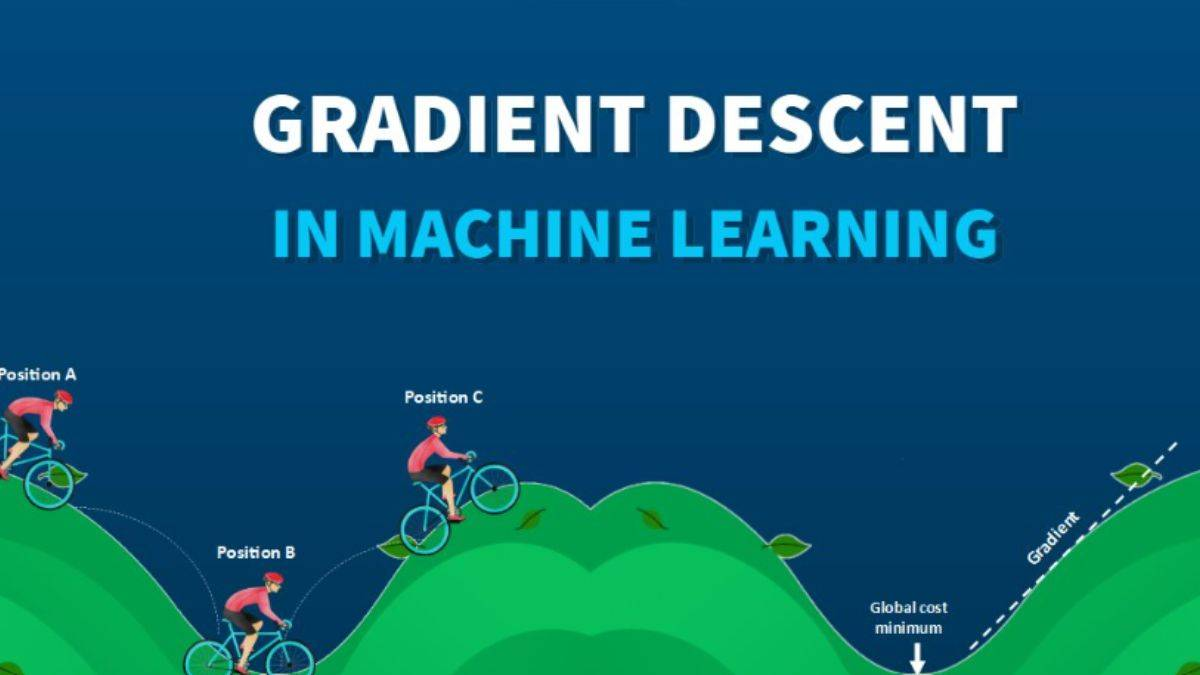 GRADIENT DESCENT
IN MACHINE LEARNING
Position A
Position C
Position B
Gradient
Global cost
minimum